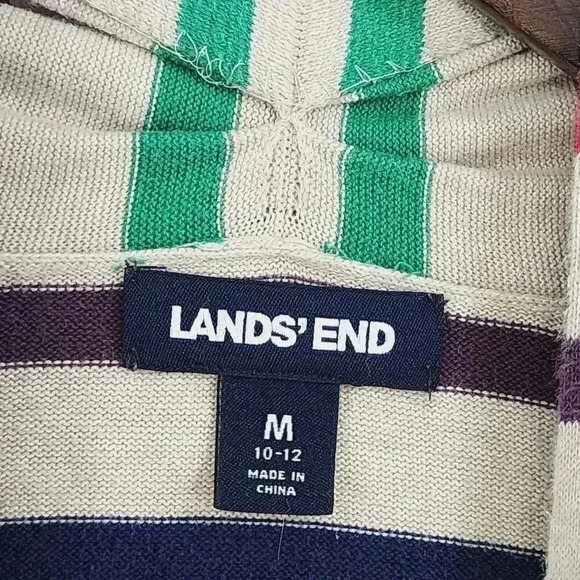 LANDS' END
M
10-12
MADE IN
CHINA